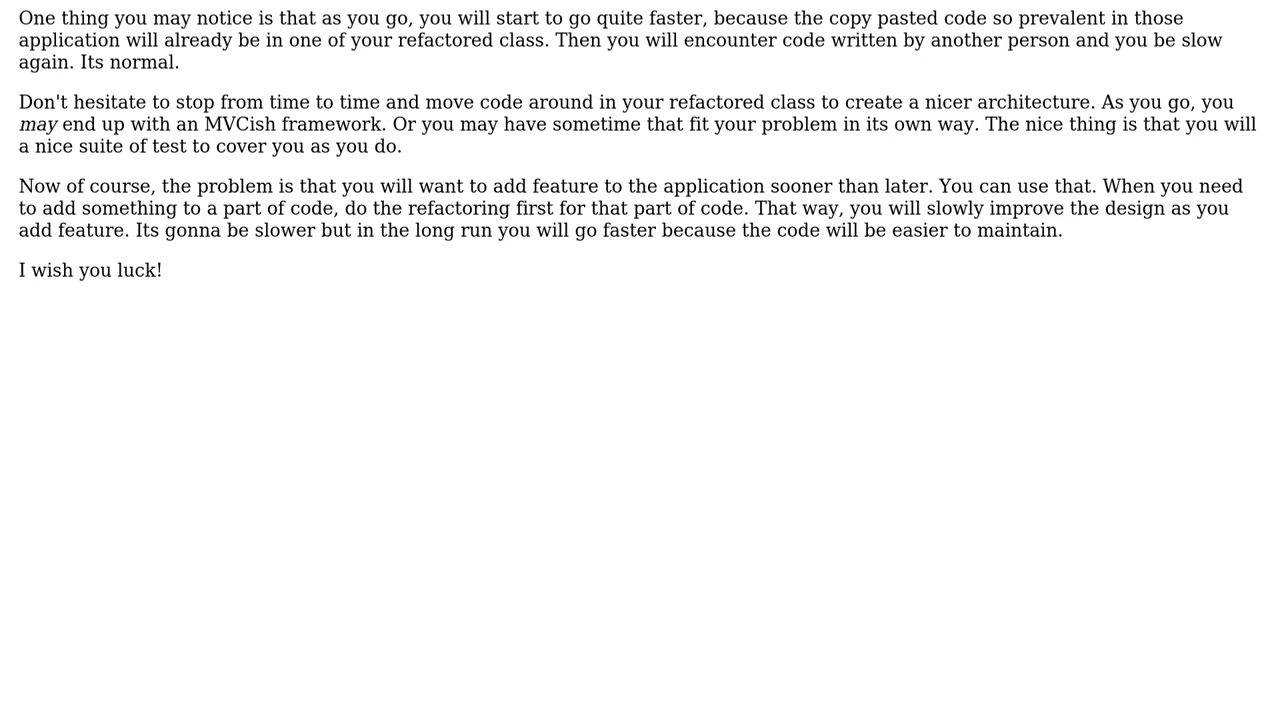 One thing you may notice is that as you go, you will start to go quite faster, because the copy pasted code so prevalent in those
application will already be in one of your refactored class. Then you will encounter code written by another person and you be slow
again. Its normal.
Don't hesitate to stop from time to time and move code around in your refactored class to create a nicer architecture. As you go, you
may end up with an MVCish framework. Or you may have sometime that fit your problem in its own way. The nice thing is that you will
a nice suite of test to cover you as you do.
Now of course, the problem is that you will want to add feature to the application sooner than later. You can use that. When you need
to add something to a part of code, do the refactoring first for that part of code. That way, you will slowly improve the design as you
add feature. Its gonna be slower but in the long run you will go faster because the code will be easier to maintain.
I wish you luck!